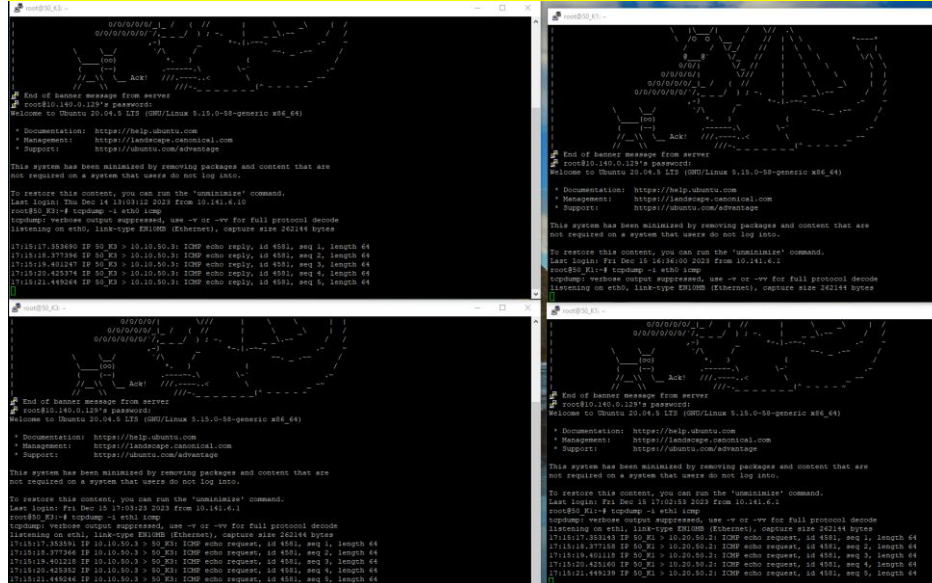 root@50_K3: ~
End of banner message from server
root@10.140.0.129's password:
Welcome to Ubuntu 20.04.5 LTS (GNU/Linux 5.15.0-58-generic x86_64)
* Documentation: https://help.ubuntu.com
* Management: https://landscape.canonical.com
* Support: https://ubuntu.com/advantage
This system has been minimized by removing packages and content that are
not required on a system that users do not log into.
To restore this content, you can run the 'unminimize' command.
Last login: Thu Dec 14 13:03:12 2023 from 10.141.6.10
root@50_K3:~# tcpdump -i eth0 icmp
tcpdump: verbose output suppressed, use -v or -vv for full protocol decode
listening on eth0, link-type EN10MB (Ethernet), capture size 262144 bytes
17:15:17.353690 IP 50_K3 > 10.10.50.3: ICMP echo reply, id 4581, seq 1, length 64
17:15:18.377396 IP 50_K3 > 10.10.50.3: ICMP echo reply, id 4581, seq 2, length 64
17:15:19.401247 IP 50_K3 > 10.10.50.3: ICMP echo reply, id 4581, seq 3, length 64
17:15:20.425374 IP 50_K3 > 10.10.50.3: ICMP echo reply, id 4581, seq 4, length 64
17:15:21.449264 IP 50_K3 > 10.10.50.3: ICMP echo reply, id 4581, seq 5, length 64
root@50_K1: ~
Ack!
End of banner message from server
root@10.140.0.121's password:
Welcome to Ubuntu 20.04.5 LTS (GNU/Linux 5.15.0-58-generic x86_64)
* Documentation: https://help.ubuntu.com
* Management: https://landscape.canonical.com
* Support: https://ubuntu.com/advantage
This system has been minimized by removing packages and content that are
not required on a system that users do not log into.
To restore this content, you can run the 'unminimize' command.
Last login: Fri Dec 15 16:36:00 2023 from 10.141.6.1
root@50_K1:~# tcpdump -i eth0 icmp
tcpdump: verbose output suppressed, use -v or -vv for full protocol decode
listening on eth0, link-type EN10MB (Ethernet), capture size 262144 bytes
root@50_K3: ~
Ack!
End of banner message from server
root@10.140.0.129's password:
Welcome to Ubuntu 20.04.5 LTS (GNU/Linux 5.15.0-58-generic x86_64)
* Documentation: https://help.ubuntu.com
* Management: https://landscape.canonical.com
* Support: https://ubuntu.com/advantage
This system has been minimized by removing packages and content that are
not required on a system that users do not log into.
To restore this content, you can run the 'unminimize' command.
Last login: Fri Dec 15 17:03:23 2023 from 10.141.6.1
root@50_K3:~# tcpdump -i eth1 icmp
tcpdump: verbose output suppressed, use -v or -vv for full protocol decode
listening on eth1, link-type EN10MB (Ethernet), capture size 262144 bytes
17:15:17.353591 IP 10.10.50.3 > 50_K3: ICMP echo request, id 4581, seq 1, length 64
17:15:18.377366 IP 10.10.50.3 > 50_K3: ICMP echo request, id 4581, seq 2, length 64
17:15:19.401218 IP 10.10.50.3 > 50_K3: ICMP echo request, id 4581, seq 3, length 64
17:15:20.425352 IP 10.10.50.3 > 50_K3: ICMP echo request, id 4581, seq 4, length 64
17:15:21.449246 IP 10.10.50.3 > 50_K3: ICMP echo request, id 4581, seq 5, length 64
root@50_K1: ~
Ack!
End of banner message from server
root@10.140.0.121's password:
Welcome to Ubuntu 20.04.5 LTS (GNU/Linux 5.15.0-58-generic x86_64)
* Documentation: https://help.ubuntu.com
* Management: https://landscape.canonical.com
* Support: https://ubuntu.com/advantage
This system has been minimized by removing packages and content that are
not required on a system that users do not log into.
To restore this content, you can run the 'unminimize' command.
Last login: Fri Dec 15 17:02:53 2023 from 10.141.6.1
root@50_K1:~# tcpdump -i eth1 icmp
tcpdump: verbose output suppressed, use -v or -vv for full protocol decode
listening on eth1, link-type EN10MB (Ethernet), capture size 262144 bytes
17:15:17.353143 IP 50_K1 > 10.20.50.2: ICMP echo request, id 4581, seq 1, length 64
17:15:18.377158 IP 50_K1 > 10.20.50.2: ICMP echo request, id 4581, seq 2, length 64
17:15:19.401118 IP 50_K1 > 10.20.50.2: ICMP echo request, id 4581, seq 3, length 64
17:15:20.425160 IP 50_K1 > 10.20.50.2: ICMP echo request, id 4581, seq 4, length 64
17:15:21.449139 IP 50_K1 > 10.20.50.2: ICMP echo request, id 4581, seq 5, length 64